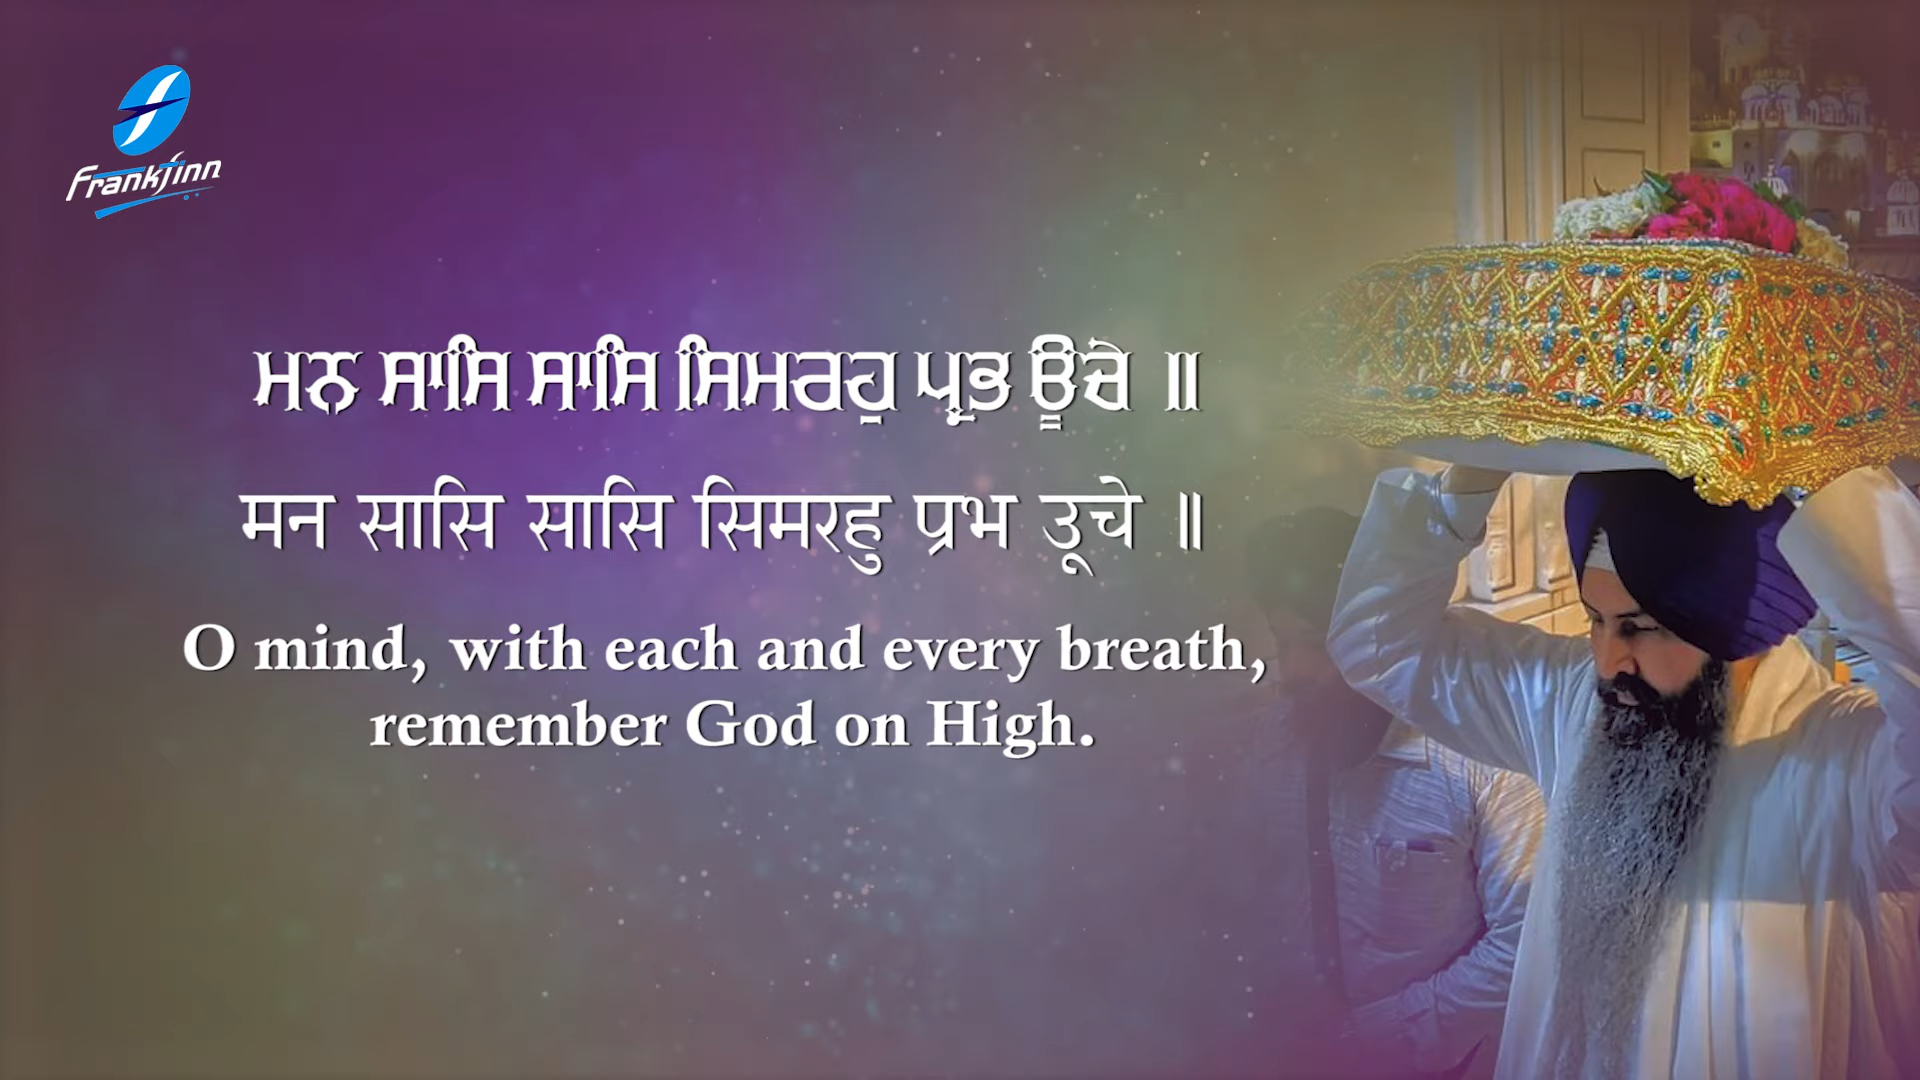 Frankfinn
ਮਨ ਸਾਸਿ ਸਾਸਿ ਸਿਮਰਹੁ ਪ੍ਰਭ ਊਚੇ ॥
मन सासि सासि सिमरहु प्रभ ऊचे ॥
O mind, with each and every breath,
remember God on High.